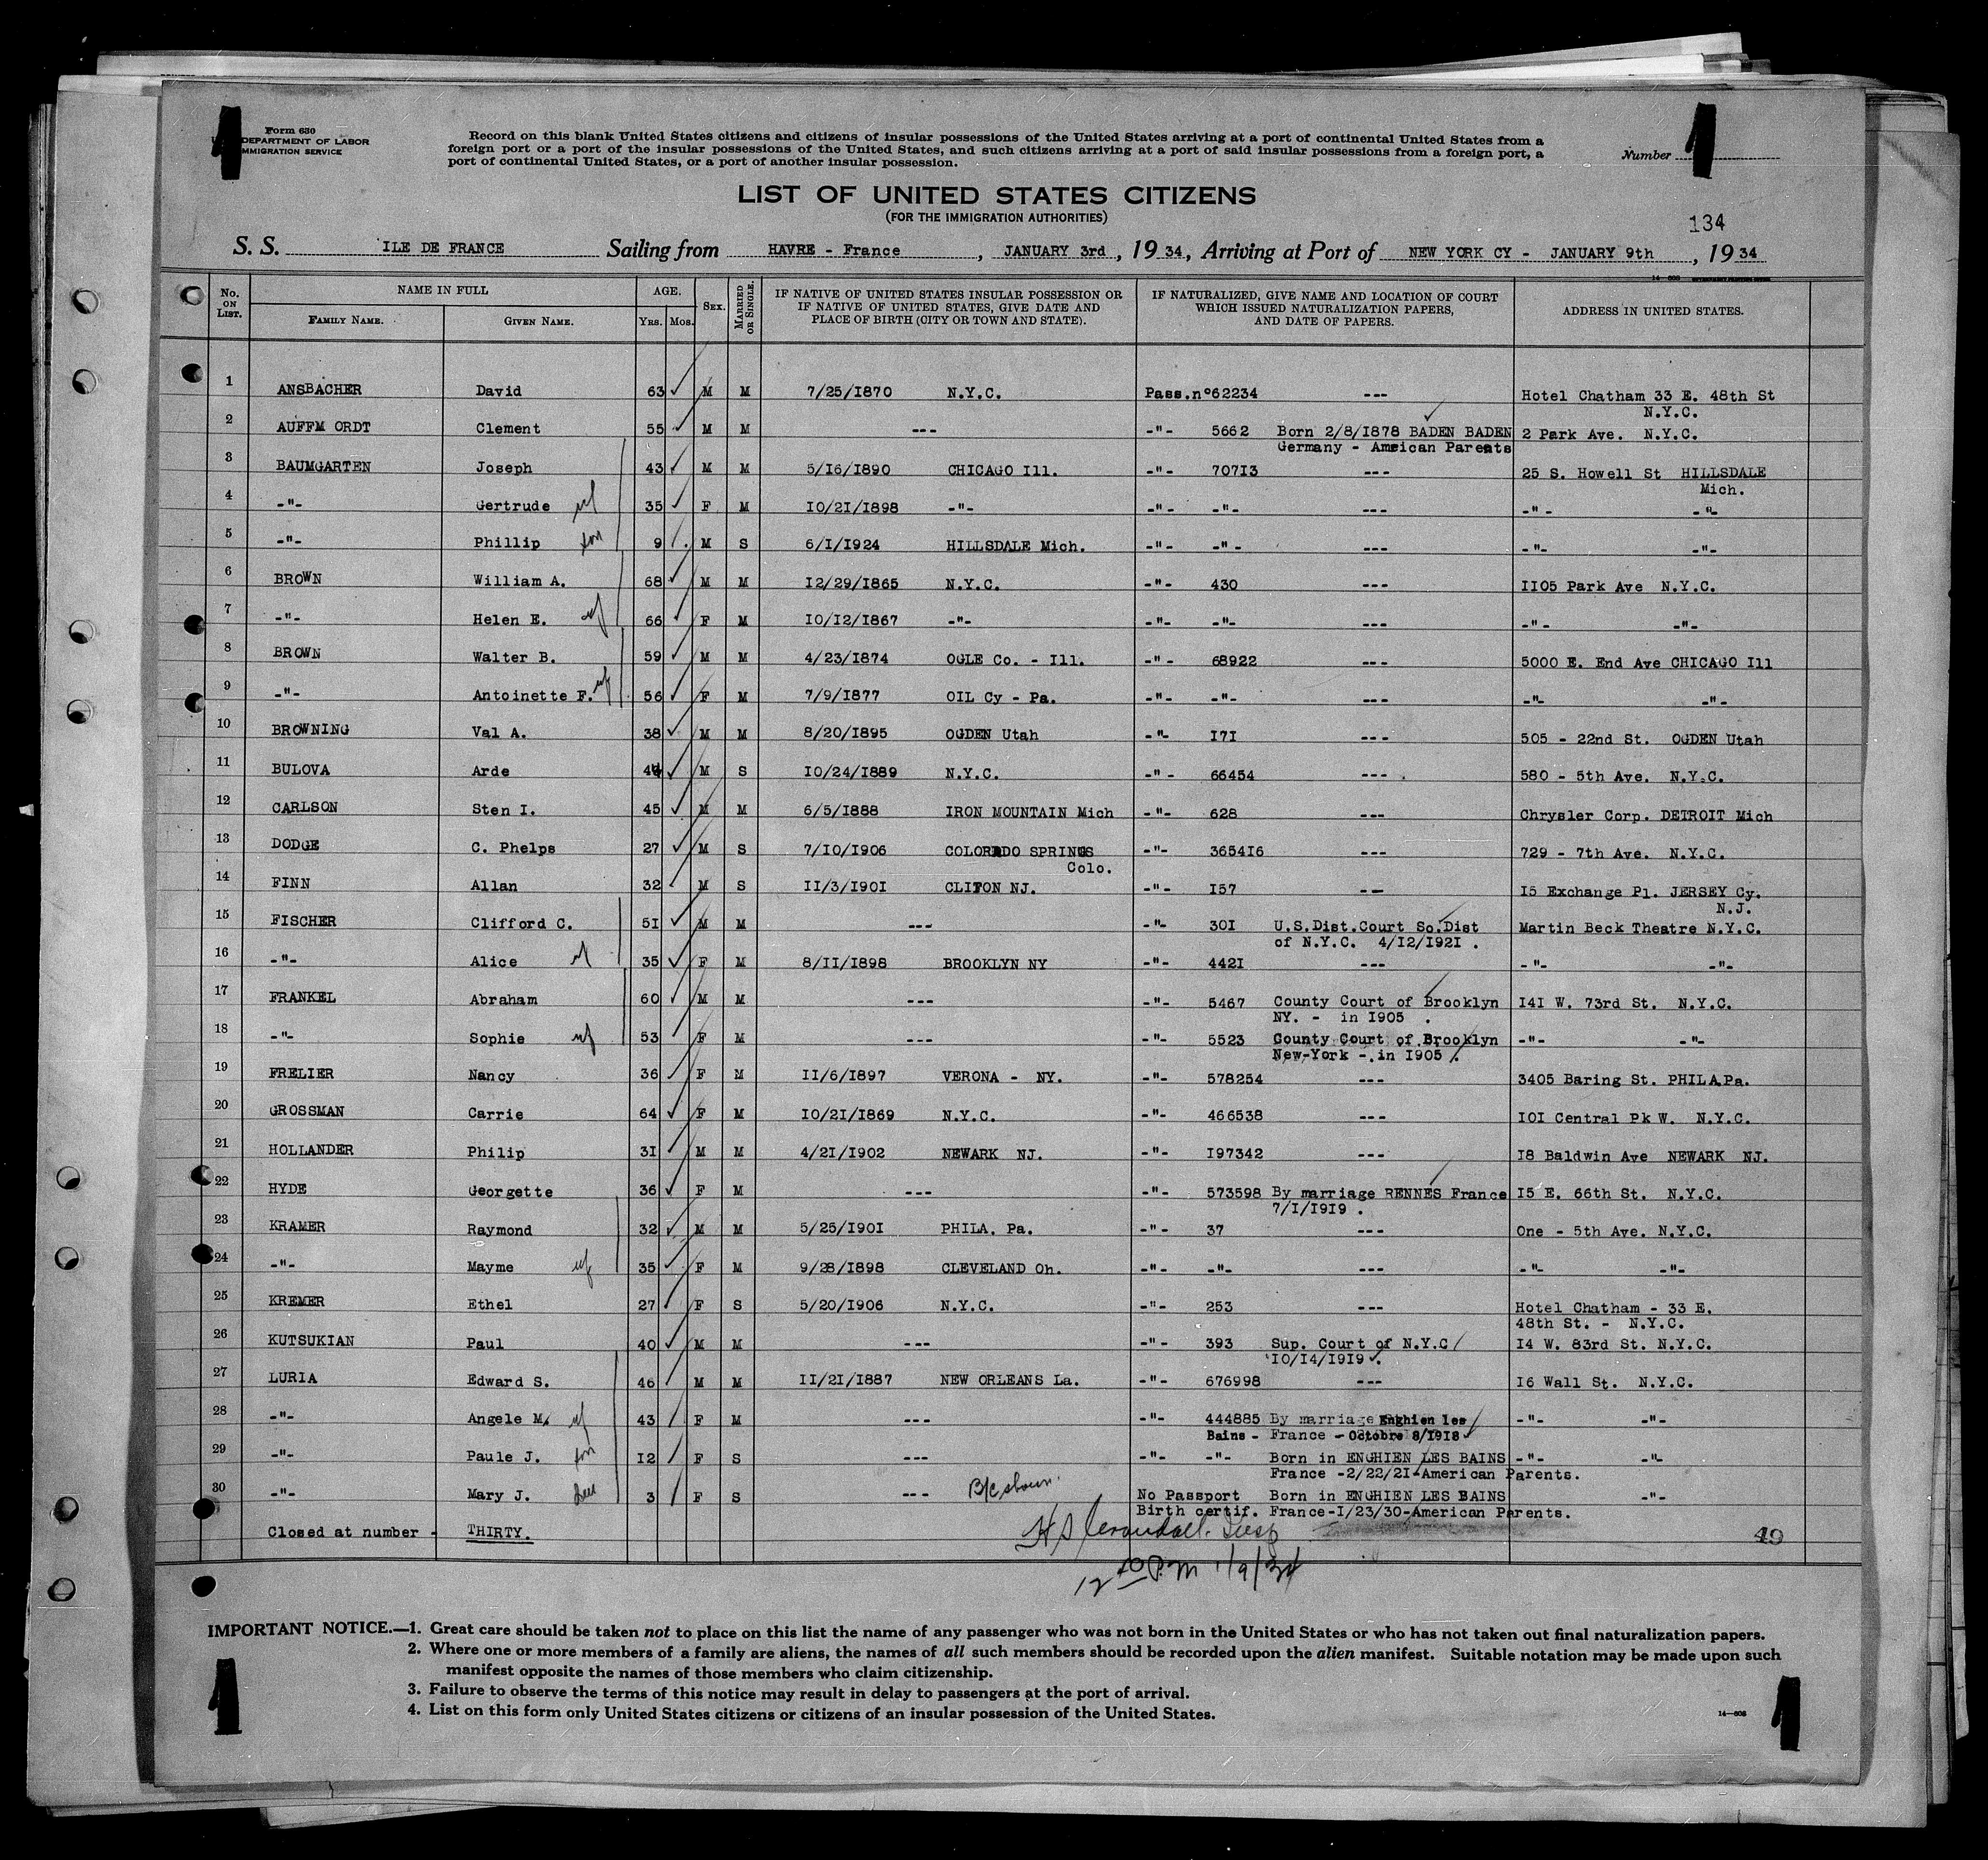 1 1
Form 630
DEPARTMENT OF LABOR
IMMIGRATION SERVICE
Record on this blank United States citizens and citizens of insular possessions of the United States arriving at a port of continental United States from a
foreign port or a port of the insular possessions of the United States, and such citizens arriving at a port of said insular possessions from a foreign port, a
port of continental United States, or a port of another insular possession.
Number
LIST OF UNITED STATES CITIZENS
(FOR THE IMMIGRATION AUTHORITIES)
134
S. S. ILE DE FRANCE Sailing from HAVRE - France, JANUARY 3rd, 1934, Arriving at Port of NEW YORK CY - JANUARY 9th, 1934
No. ON LIST. NAME IN FULL FAMILY NAME. GIVEN NAME. AGE. YRS. MOS. SEX. MARRIED OR SINGLE. IF NATIVE OF UNITED STATES INSULAR POSSESSION OR IF NATIVE OF UNITED STATES, GIVE DATE AND PLACE OF BIRTH (CITY OR TOWN AND STATE). IF NATURALIZED, GIVE NAME AND LOCATION OF COURT WHICH ISSUED NATURALIZATION PAPERS, AND DATE OF PAPERS. ADDRESS IN UNITED STATES.
1 ANSBACHER David 63 M M 7/25/1870 N.Y.C. Pass.n°62234 --- Hotel Chatham 33 E. 48th St
N.Y.C.
2 AUFFM ORDT Clement 55 M M --- -"- 5662 Born 2/8/1878 BADEN BADEN 2 Park Ave. N.Y.C.
Germany - Ameican Parents
3 BAUMGARTEN Joseph 43 M M 5/16/1890 CHICAGO Ill. -"- 70713 --- 25 S. Howell St HILLSDALE
Mich.
4 -"- Gertrude wf 35 F M 10/21/1898 -"- -"- -"- --- -"- -"-
5 -"- Phillip son 9 M S 6/1/1924 HILLSDALE Mich. -"- -"- --- -"- -"-
6 BROWN William A. 68 M M 12/29/1865 N.Y.C. -"- 430 --- 1105 Park Ave N.Y.C.
7 -"- Helen E. wf 66 F M 10/12/1867 -"- -"- -"- --- -"- -"-
8 BROWN Walter B. 59 M M 4/23/1874 OGLE Co. - Ill. -"- 68922 --- 5000 E. End Ave CHICAGO Ill
9 -"- Antoinette F. wf 56 F M 7/9/1877 OIL Cy - Pa. -"- -"- --- -"- -"-
10 BROWNING Val A. 38 M M 8/20/1895 OGDEN Utah -"- 171 --- 505 - 22nd St. OGDEN Utah
11 BULOVA Arde 44 M S 10/24/1889 N.Y.C. -"- 66454 --- 580 - 5th Ave. N.Y.C.
12 CARLSON Sten I. 45 M M 6/5/1888 IRON MOUNTAIN Mich -"- 628 --- Chrysler Corp. DETROIT Mich
13 DODGE C. Phelps 27 M S 7/10/1906 COLORADO SPRINGS -"- 365416 --- 729 - 7th Ave. N.Y.C.
Colo.
14 FINN Allan 32 M S 11/3/1901 CLIFTON NJ. -"- 157 -- 15 Exchange Pl. JERSEY Cy.
N.J.
15 FISCHER Clifford C. 51 M M --- -"- 301 U.S.Dist.Court So.Dist Martin Beck Theatre N.Y.C.
of N.Y.C. 4/12/1921 .
16 -"- Alice wf 35 F M 8/11/1898 BROOKLYN NY -"- 4421 --- -"- -"-
17 FRANKEL Abraham 60 M M --- -"- 5467 County Court of Brooklyn 141 W. 73rd St. N.Y.C.
NY. - in 1905 .
18 -"- Sophie wf 53 F M --- -"- 5523 County Court of Brooklyn -"- -"-
New-York -.in 1905 .
19 FRELIER Nancy 36 F M 11/6/1897 VERONA - NY. -"- 578254 --- 3405 Baring St. PHILA.Pa.
20 GROSSMAN Carrie 64 F M 10/21/1869 N.Y.C. -"- 466538 --- 101 Central Pk W. N.Y.C.
21 HOLLANDER Philip 31 M M 4/21/1902 NEWARK NJ. -"- 197342 --- 18 Baldwin Ave NEWARK NJ.
22 HYDE Georgette 36 F M --- -"- 573598 By marriage RENNES France 15 E. 66th St. N.Y.C.
7/1/1919 .
23 KRAMER Raymond 32 M M 5/25/1901 PHILA. Pa. -"- 37 --- One - 5th Ave. N.Y.C.
24 -"- Mayme wf 35 F M 9/28/1898 CLEVELAND Oh. -"- -"- --- -"- -"-
25 KREMER Ethel 27 F S 5/20/1906 N.Y.C. -"- 253 --- Hotel Chatham - 33 E.
48th St. - N.Y.C.
26 KUTSUKIAN Paul 40 M M --- -"- 393 Sup. Court of N.Y.C 14 W. 83rd St. N.Y.C.
10/14/1919 .
27 LURIA Edward S. 46 M M 11/21/1887 NEW ORLEANS La. -"- 676998 --- 16 Wall St. N.Y.C.
28 -"- Angele M. wf 43 F M --- -"- 444885 By marriage Enghien les -"- -"-
Bains - France - Octobre 8/1918
29 -"- Paule J. 12 F S --- -"- -"- Born in ENGHIEN LES BAINS -"- -"-
France -2/22/21-American Parents.
30 -"- Mary J. 3 F S --- B/c shown No Passport Born in ENGHIEN LES BAINS -"-
Birth certif. France-1/23/30-American Parents.
Closed at number - THIRTY.
49
12 40 P.M 1/9/34
IMPORTANT NOTICE.—1. Great care should be taken not to place on this list the name of any passenger who was not born in the United States or who has not taken out final naturalization papers.
2. Where one or more members of a family are aliens, the names of all such members should be recorded upon the alien manifest. Suitable notation may be made upon such
manifest opposite the names of those members who claim citizenship.
3. Failure to observe the terms of this notice may result in delay to passengers at the port of arrival.
4. List on this form only United States citizens or citizens of an insular possession of the United States.
14—608
1 1